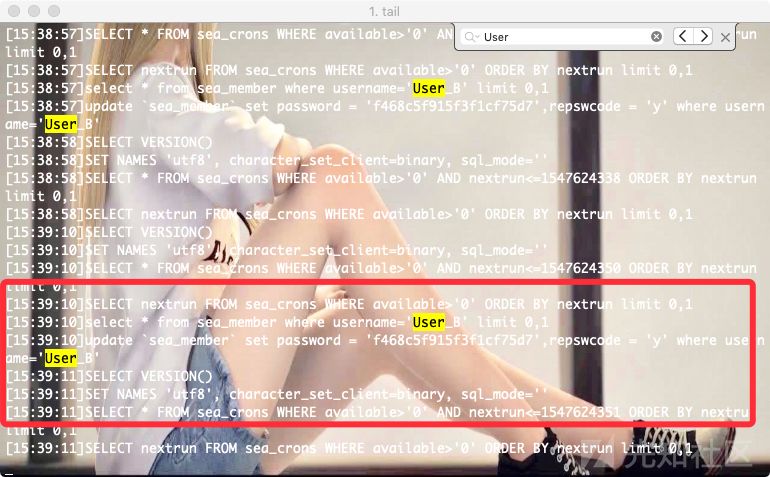 1. tail
User
[15:38:57]SELECT * FROM sea_crons WHERE available>'0' AN
un
limit 0,1
[15:38:57]SELECT nextrun FROM sea_crons WHERE available>'0' ORDER BY nextrun limit 0,1
[15:38:57]select * from sea_member where username='User_B' limit 0,1
[15:38:57]update `sea_member` set password = 'f468c5f915f3f1cf75d7',repswcode = 'y' where usern
ame='User_B'
[15:38:58]SELECT VERSION()
[15:38:58]SET NAMES 'utf8', character_set_client=binary, sql_mode=''
[15:38:58]SELECT * FROM sea_crons WHERE available>'0' AND nextrun<=1547624338 ORDER BY nextrun
limit 0,1
[15:38:58]SELECT nextrun FROM sea_crons WHERE available>'0' ORDER BY nextrun limit 0,1
[15:39:10]SELECT VERSION()
[15:39:10]SET NAMES 'utf8', character_set_client=binary, sql_mode=''
[15:39:10]SELECT * FROM sea_crons WHERE available>'0' AND nextrun<=1547624350 ORDER BY nextrun
limit 0,1
[15:39:10]SELECT nextrun FROM sea_crons WHERE available>'0' ORDER BY nextrun limit 0,1
[15:39:10]select * from sea_member where username='User_B' limit 0,1
[15:39:10]update `sea_member` set password = 'f468c5f915f3f1cf75d7',repswcode = 'y' where usern
ame='User_B'
[15:39:11]SELECT VERSION()
[15:39:11]SET NAMES 'utf8', character_set_client=binary, sql_mode=''
[15:39:11]SELECT * FROM sea_crons WHERE available>'0' AND nextrun<=1547624351 ORDER BY nextru
limit 0,1
[15:39:11]SELECT nextrun FROM sea_crons WHERE available>'0' ORDER BY nextrun limit 0,1
先知社区